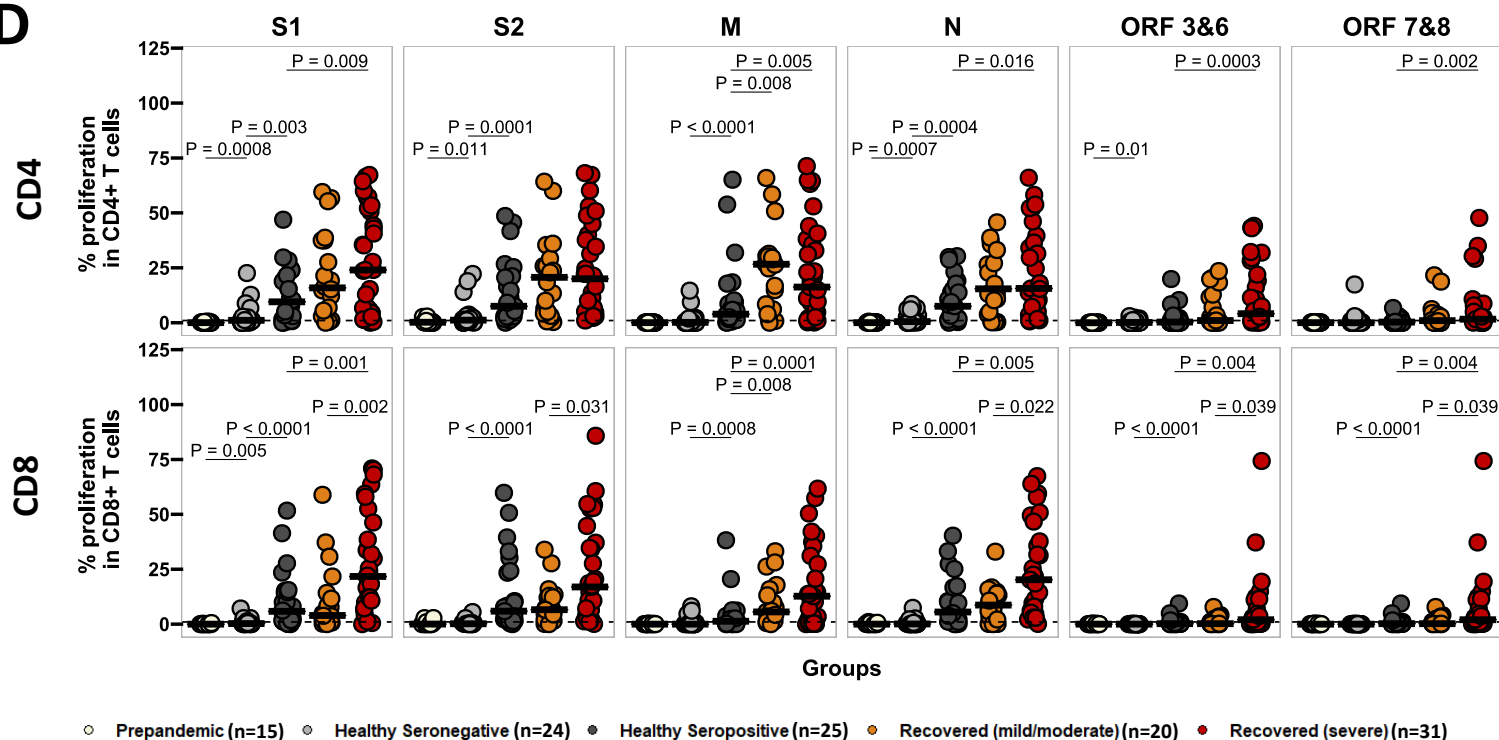 D
S1 S2 M N ORF 3&6 ORF 7&8
CD4
% proliferation
in CD4+ T cells
125
100
75
50
25
0
P = 0.009
P = 0.003
P = 0.0008
P = 0.0001
P = 0.011
P = 0.005
P = 0.008
P < 0.0001
P = 0.016
P = 0.0004
P = 0.0007
P = 0.0003
P = 0.01
P = 0.002
CD8
% proliferation
in CD8+ T cells
125
100
75
50
25
0
P = 0.001
P = 0.002
P < 0.0001
P = 0.005
P = 0.031
P < 0.0001
P = 0.0001
P = 0.008
P = 0.0008
P = 0.005
P = 0.022
P < 0.0001
P = 0.004
P = 0.039
P < 0.0001
P = 0.004
P = 0.039
P < 0.0001
Groups
Prepandemic (n=15) Healthy Seronegative (n=24) Healthy Seropositive (n=25) Recovered (mild/moderate) (n=20) Recovered (severe) (n=31)